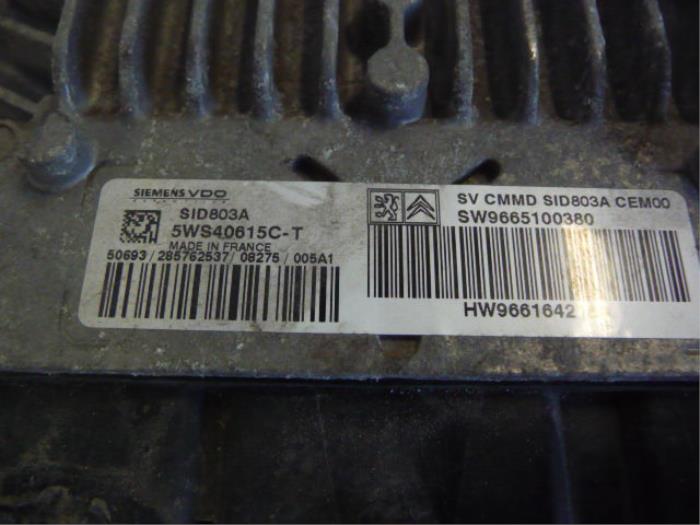 SIEMENS VDO
SID803A
5WS40615C-T
MADE IN FRANCE
50693/285762537/08275/005A1
SV CMMD SID803A CEM00
SW9665100380
HW9661642